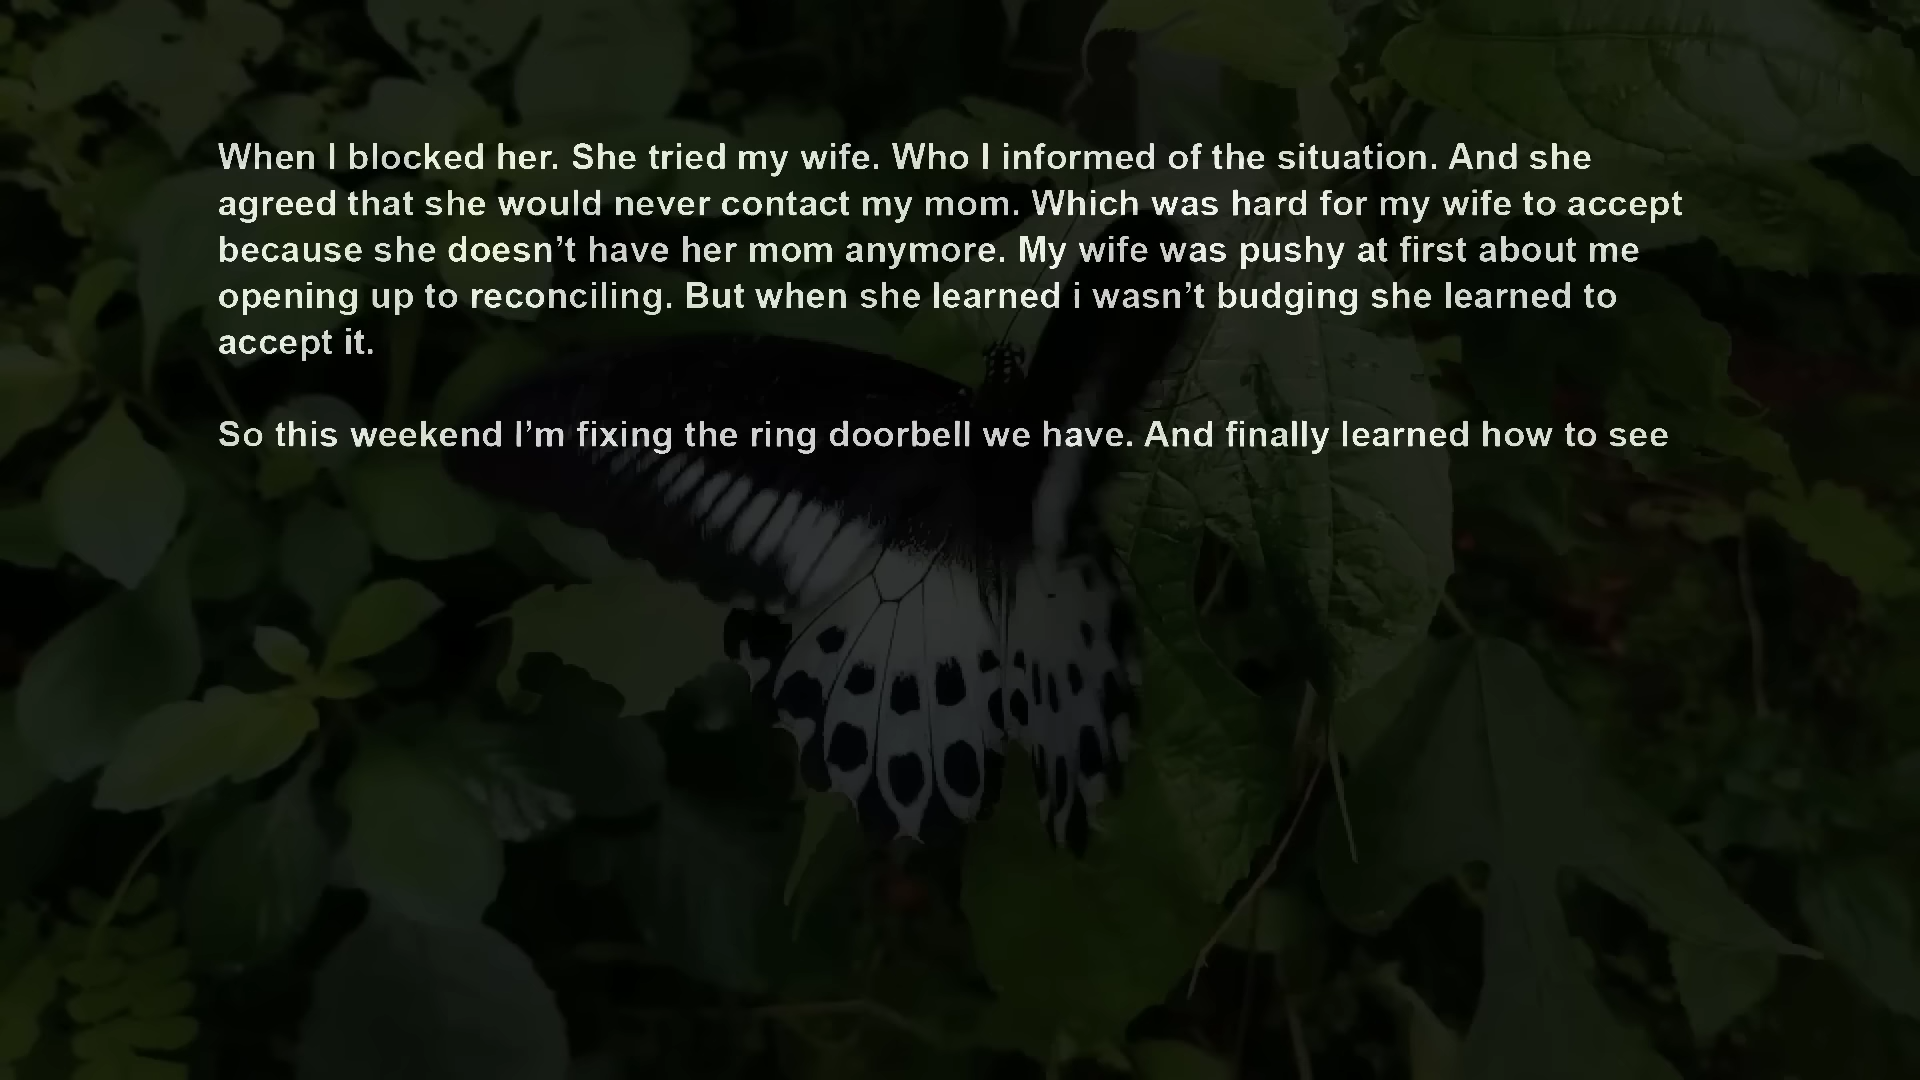 When I blocked her. She tried my wife. Who I informed of the situation. And she
agreed that she would never contact my mom. Which was hard for my wife to accept
because she doesn’t have her mom anymore. My wife was pushy at first about me
opening up to reconciling. But when she learned i wasn’t budging she learned to
accept it.
So this weekend I’m fixing the ring doorbell we have. And finally learned how to see